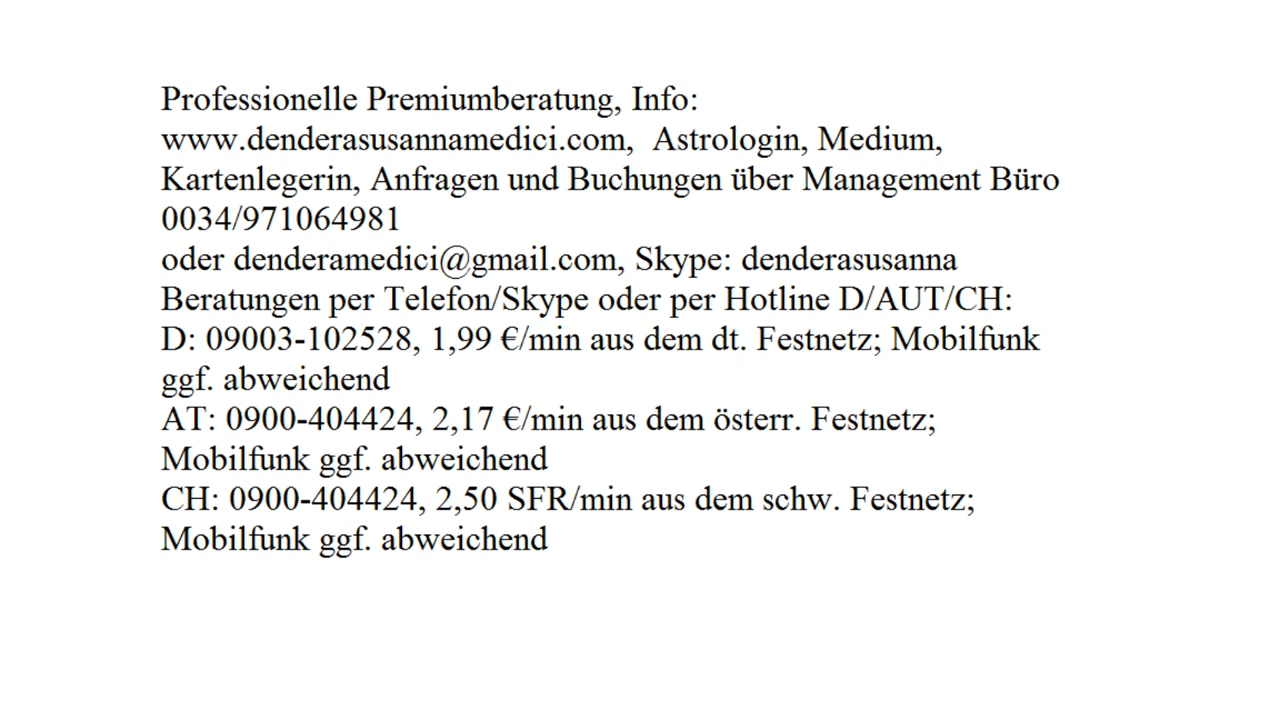 Professionelle Premiumberatung, Info:
www.denderasusannamedici.com,  Astrologin, Medium,
Kartenlegerin, Anfragen und Buchungen über Management Büro
0034/971064981
oder denderamedici@gmail.com, Skype: denderasusanna
Beratungen per Telefon/Skype oder per Hotline D/AUT/CH:
D: 09003-102528, 1,99 €/min aus dem dt. Festnetz; Mobilfunk
ggf. abweichend
AT: 0900-404424, 2,17 €/min aus dem österr. Festnetz;
Mobilfunk ggf. abweichend
CH: 0900-404424, 2,50 SFR/min aus dem schw. Festnetz;
Mobilfunk ggf. abweichend